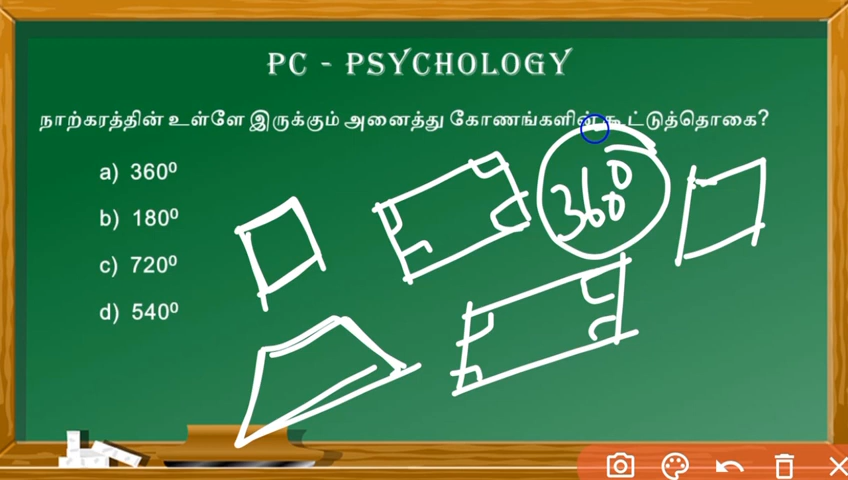 PC - PSYCHOLOGY
நாற்கரத்தின் உள்ளே இருக்கும் அனைத்து கோணங்களின் கூட்டுத்தொகை?
a) 360⁰
b) 180⁰
c) 720⁰
d) 540⁰
360⁰